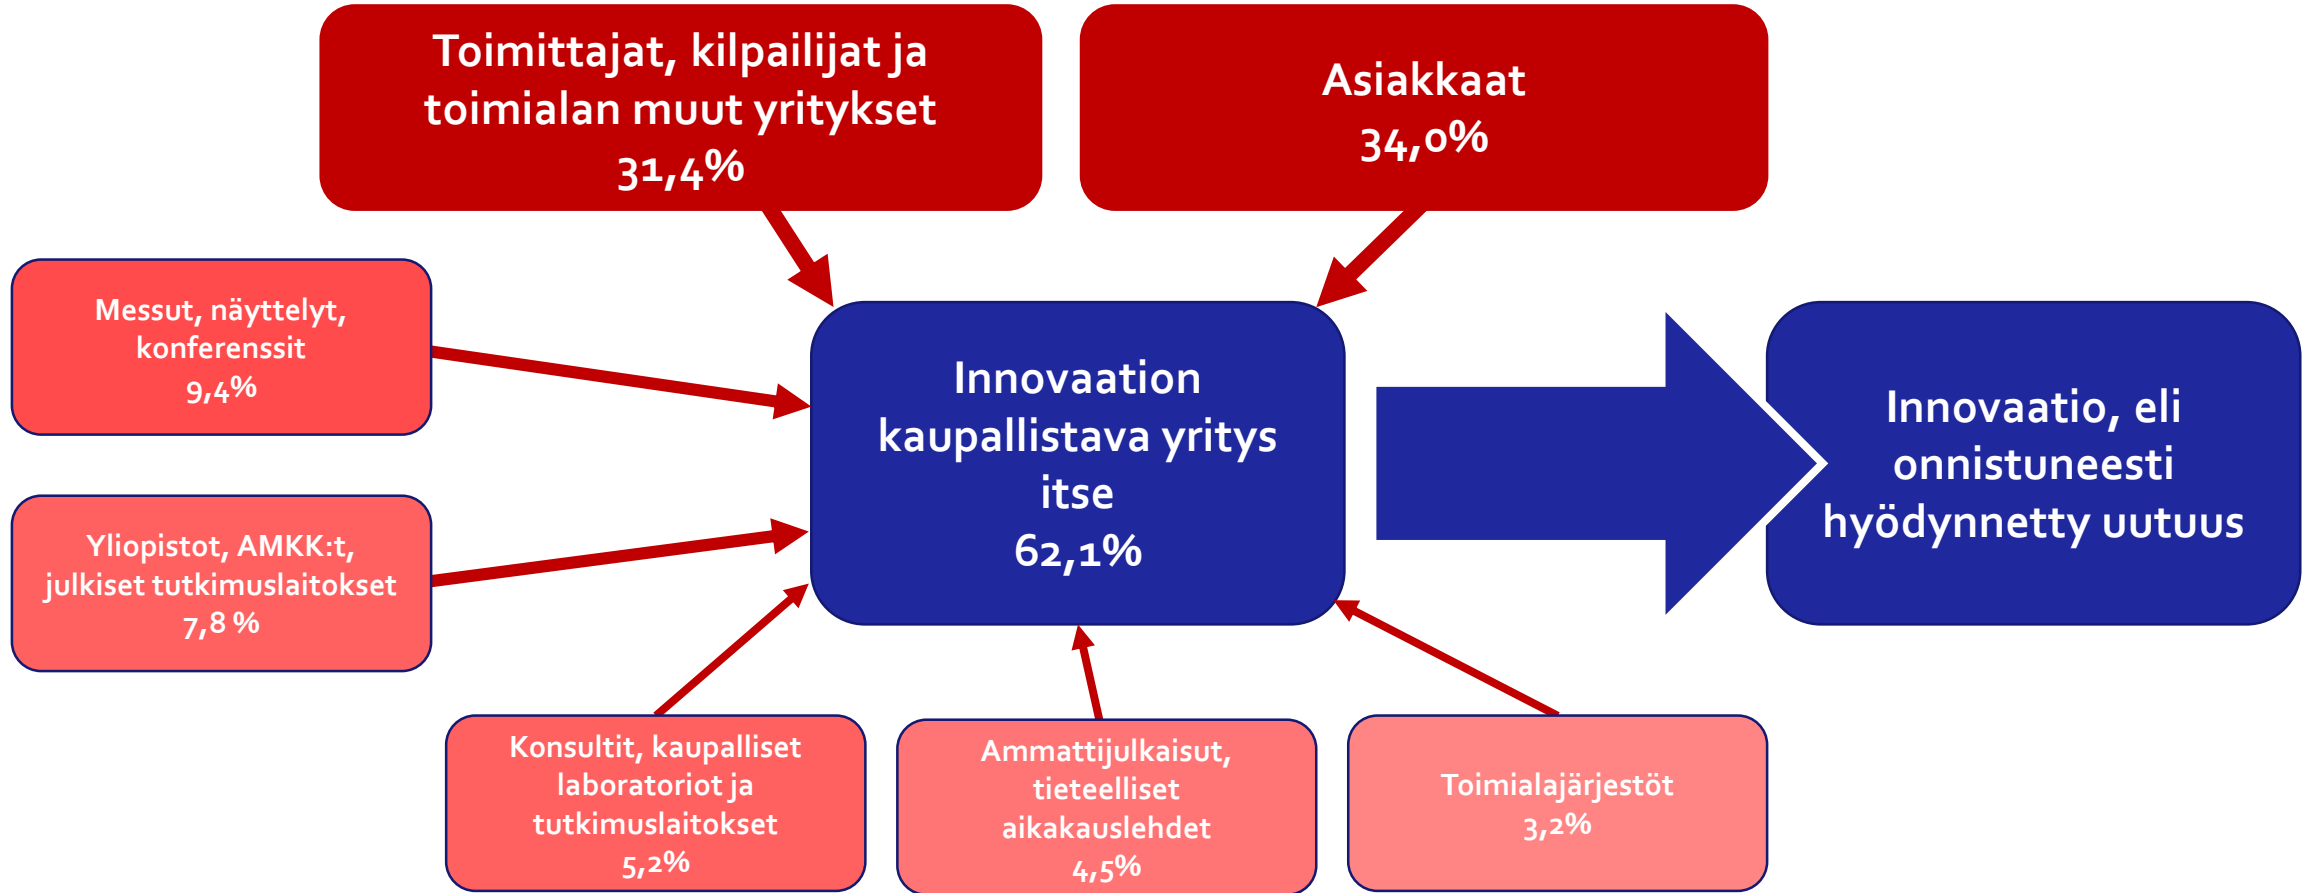 Toimittajat, kilpailijat ja
toimialan muut yritykset
31,4%
Asiakkaat
34,0%
Messut, näyttelyt,
konferenssit
9,4%
Innovaation
kaupallistava yritys
itse
62,1%
Innovaatio, eli
onnistuneesti
hyödynnetty uutuus
Yliopistot, AMKK:t,
julkiset tutkimuslaitokset
7,8 %
Konsultit, kaupalliset
laboratoriot ja
tutkimuslaitokset
5,2%
Ammattijulkaisut,
tieteelliset
aikakauslehdet
4,5%
Toimialajärjestöt
3,2%